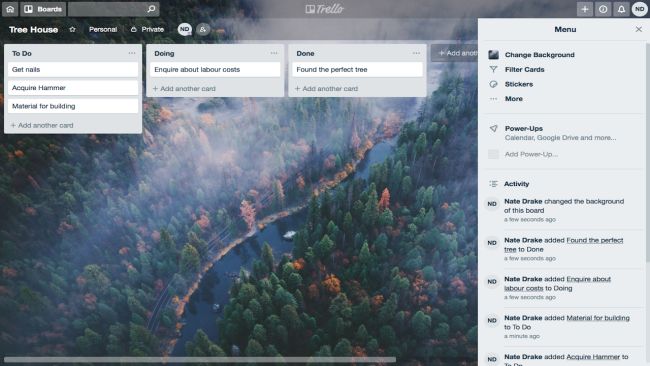 Boards
Trello
ND
Tree House
Personal
Private
ND
To Do
Get nails
Acquire Hammer
Material for building
+ Add another card
Doing
Enquire about labour costs
+ Add another card
Done
Found the perfect tree
+ Add another card
+ Add anot
Menu
Change Background
Filter Cards
Stickers
More
Power-Ups
Calendar, Google Drive and more...
Add Power-Up...
Activity
ND
Nate Drake changed the background
of this board
a few seconds ago
ND
Nate Drake added Found the perfect
tree to Done
a few seconds ago
ND
Nate Drake added Enquire about
labour costs to Doing
a few seconds ago
ND
Nate Drake added Material for building
to To Do
a minute ago
ND
Nate Drake added Acquire Hammer to
To Do